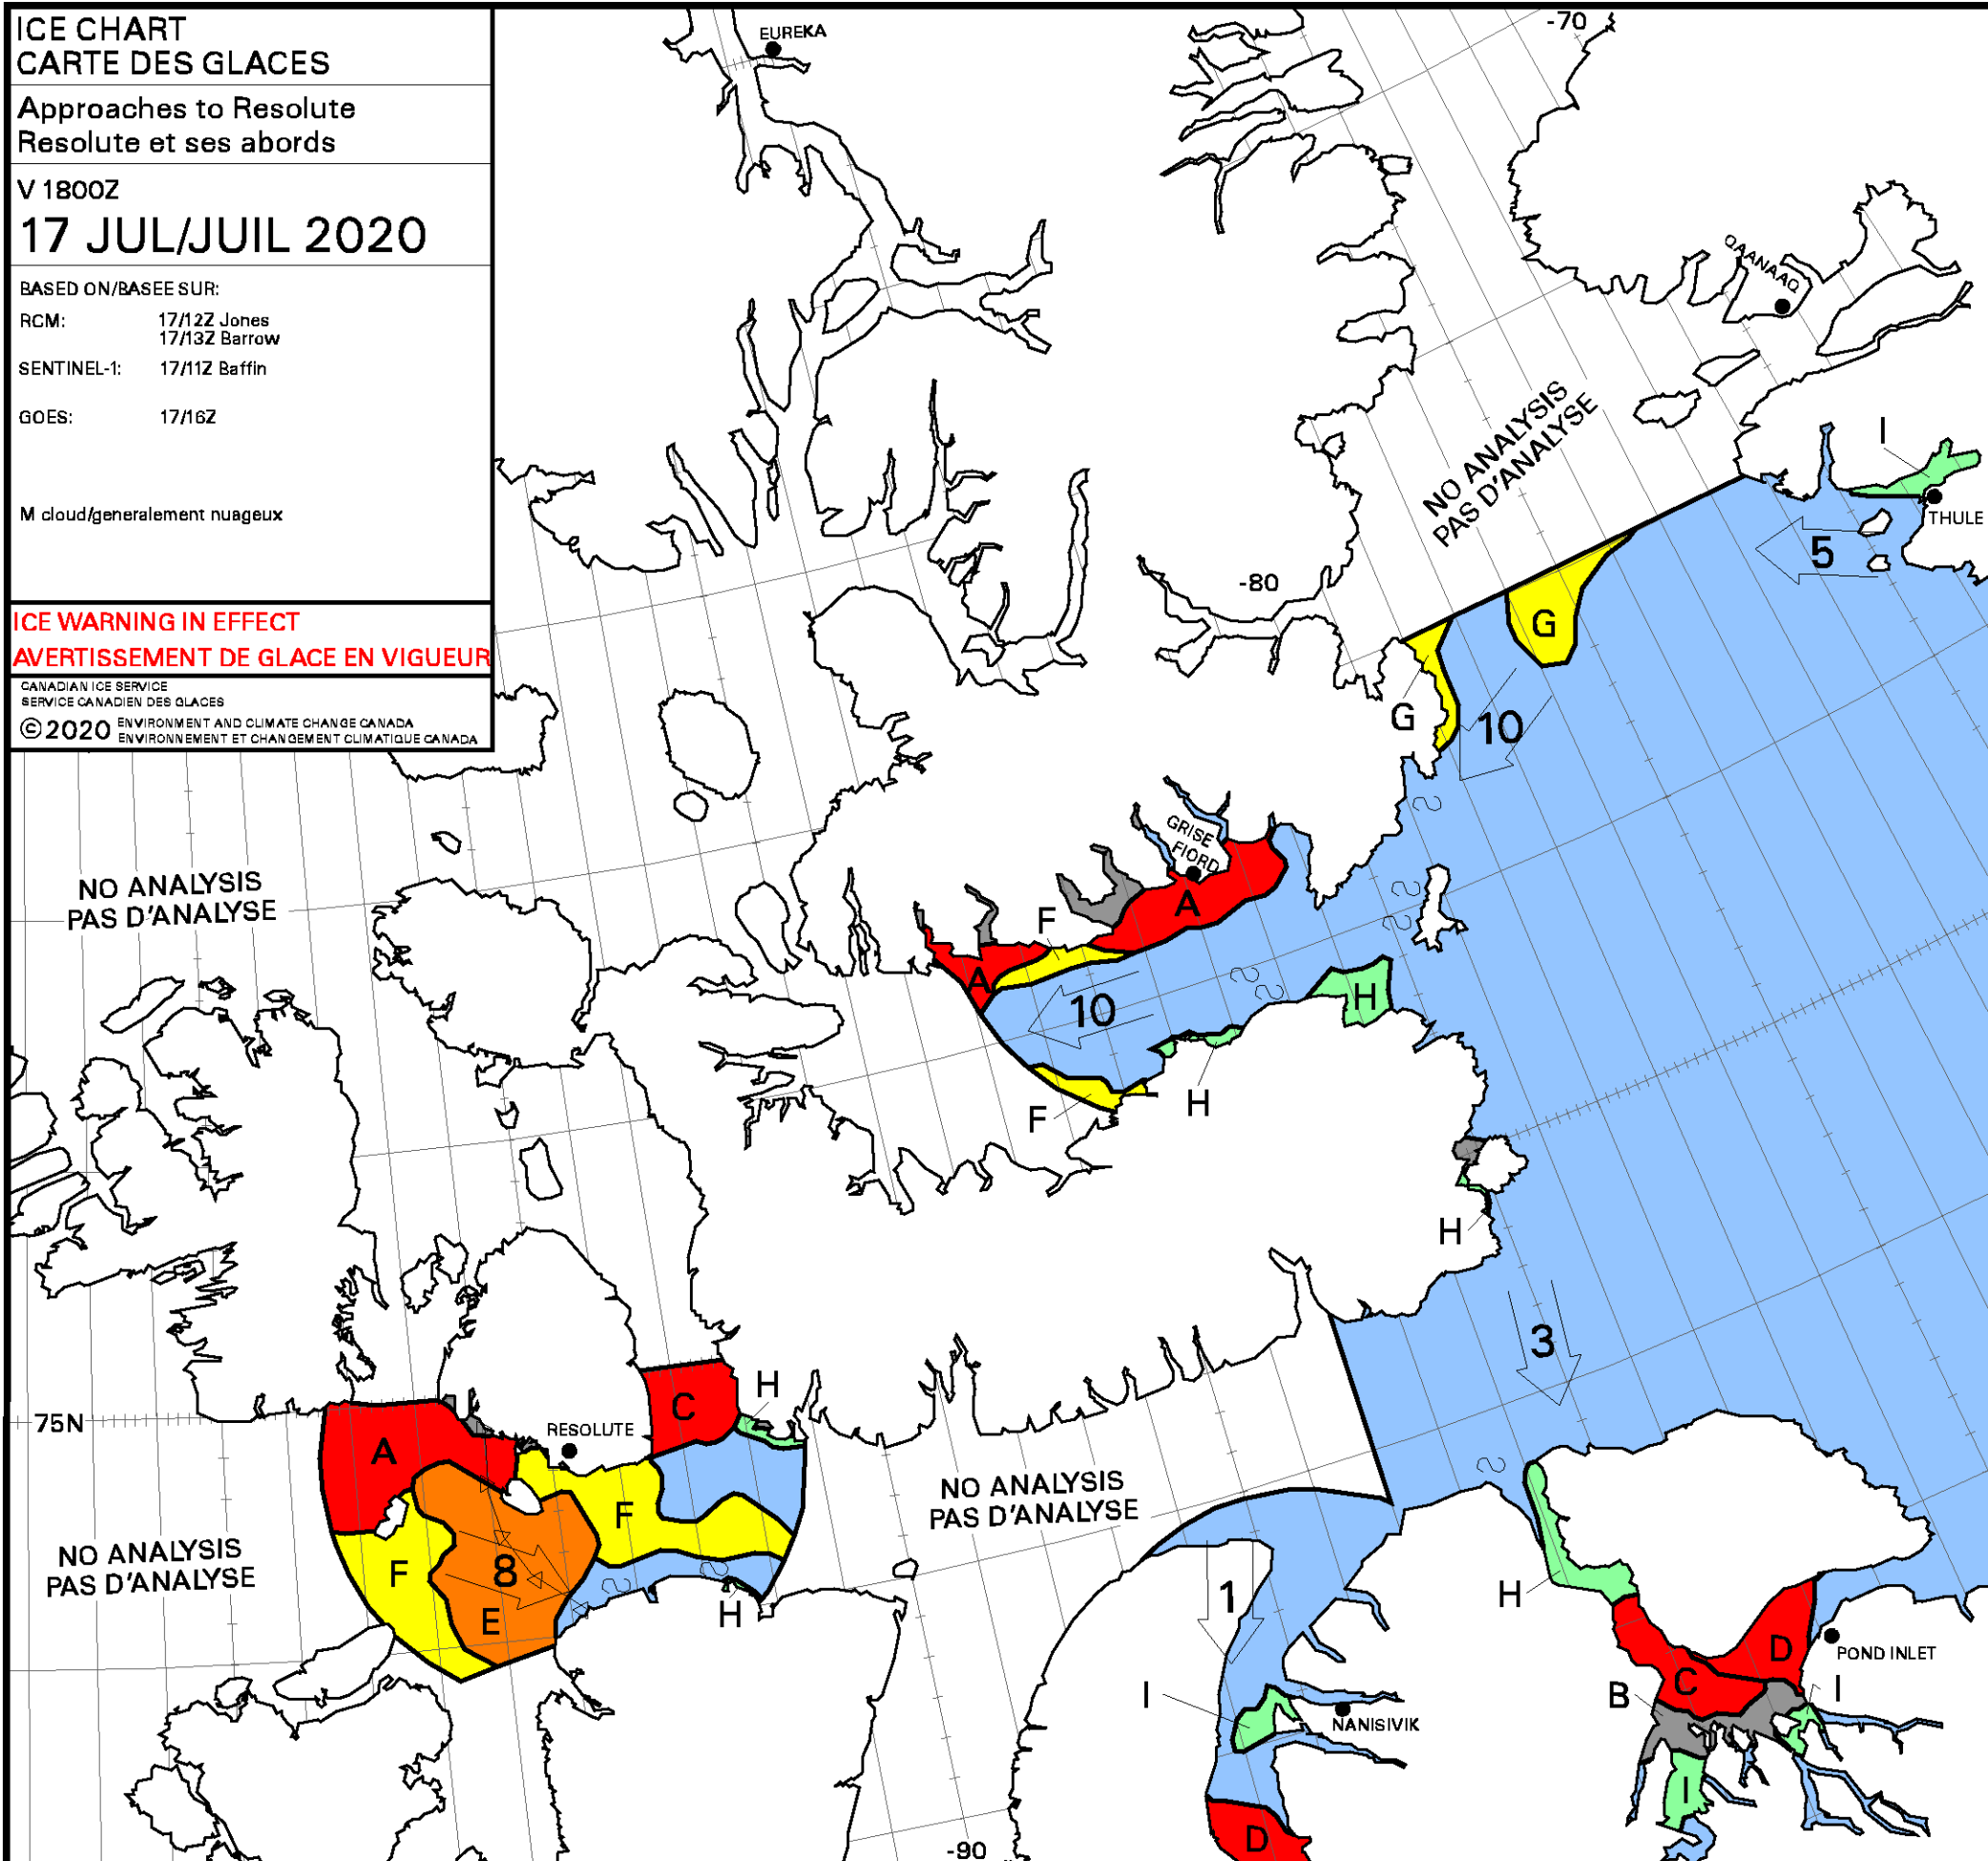 ICE CHART
CARTE DES GLACES
Approaches to Resolute
Resolute et ses abords
V 1800Z
17 JUL/JUIL 2020
BASED ON/BASEE SUR:
RCM: 17/12Z Jones
17/13Z Barrow
SENTINEL-1: 17/11Z Baffin
GOES: 17/16Z
M cloud/generalement nuageux
ICE WARNING IN EFFECT
AVERTISSEMENT DE GLACE EN VIGUEUR
CANADIAN ICE SERVICE
SERVICE CANADIEN DES GLACES
© 2020 ENVIRONMENT AND CLIMATE CHANGE CANADA
ENVIRONNEMENT ET CHANGEMENT CLIMATIQUE CANADA
EUREKA
-70
QAANAAQ
NO ANALYSIS
PAS D'ANALYSE
I
THULE
5
-80
G
G
10
GRISE
FIORD
NO ANALYSIS
PAS D'ANALYSE
A
F
A
H
10
H
F
H
3
H
C
75N
RESOLUTE
A
NO ANALYSIS
PAS D'ANALYSE
F
NO ANALYSIS
PAS D'ANALYSE
F
8
E
H
1
H
D
POND INLET
C
B
I
I
NANISIVIK
I
D
-90